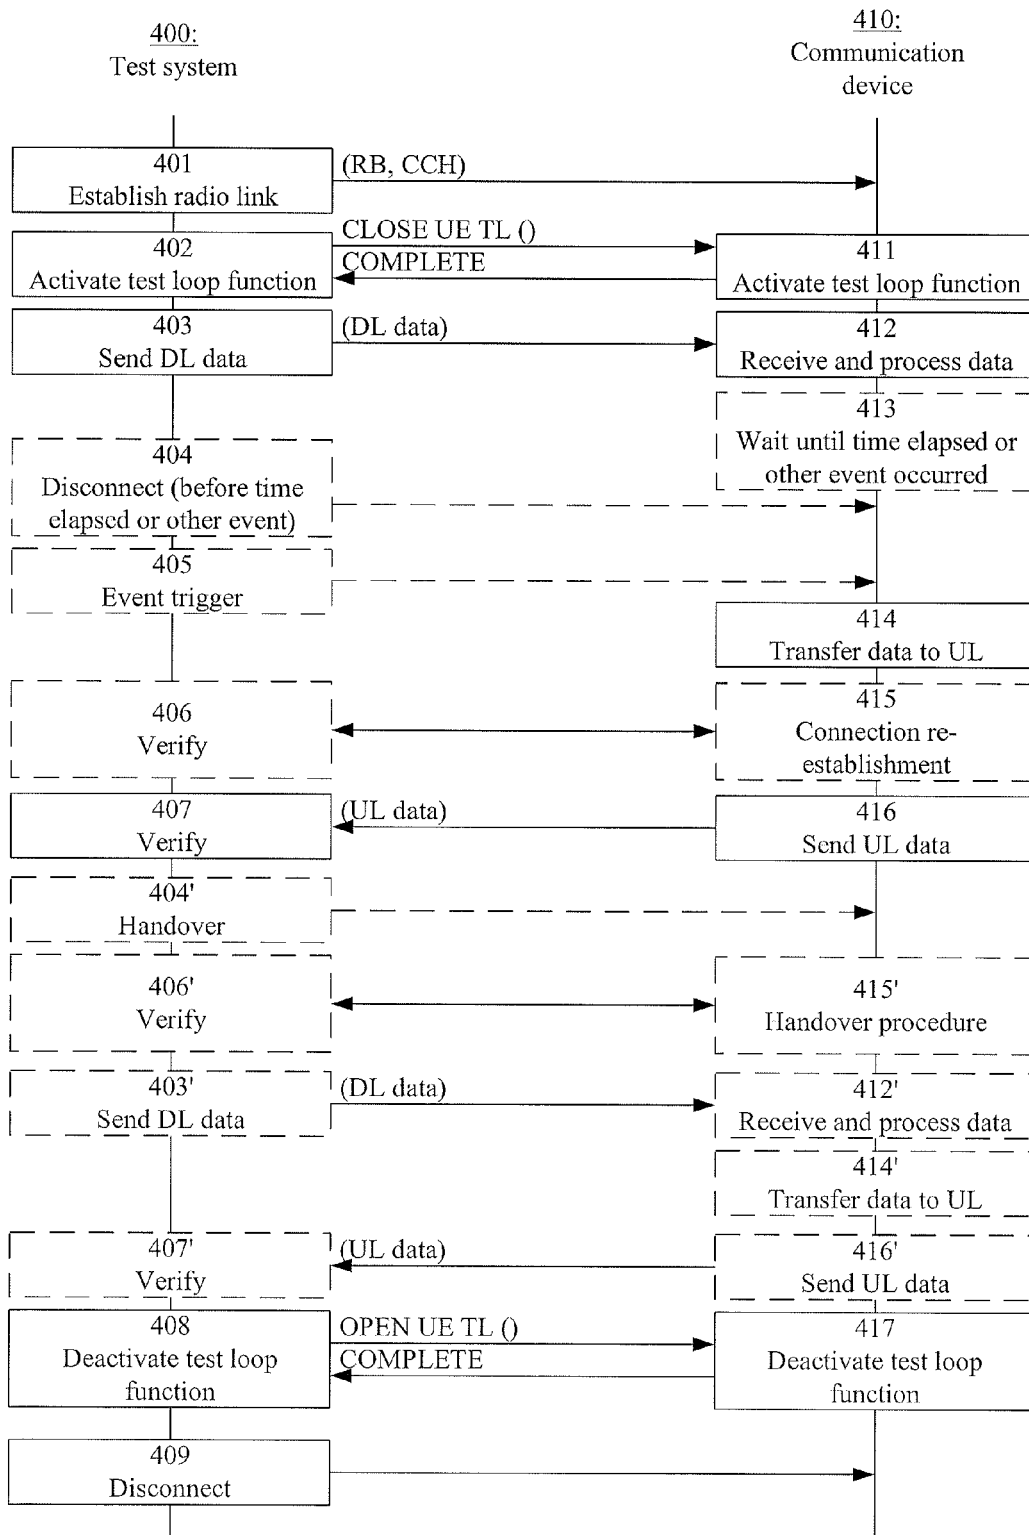 400:
Test system
410:
Communication
device
401
Establish radio link
(RB, CCH)
402
Activate test loop function
CLOSE UE TL ()
COMPLETE
411
Activate test loop function
403
Send DL data
(DL data)
412
Receive and process data
413
Wait until time elapsed or
other event occurred
404
Disconnect (before time
elapsed or other event)
405
Event trigger
414
Transfer data to UL
406
Verify
415
Connection re-
establishment
407
Verify
(UL data)
416
Send UL data
404'
Handover
406'
Verify
415'
Handover procedure
403'
Send DL data
(DL data)
412'
Receive and process data
414'
Transfer data to UL
407'
Verify
(UL data)
416'
Send UL data
408
Deactivate test loop
function
OPEN UE TL ()
COMPLETE
417
Deactivate test loop
function
409
Disconnect